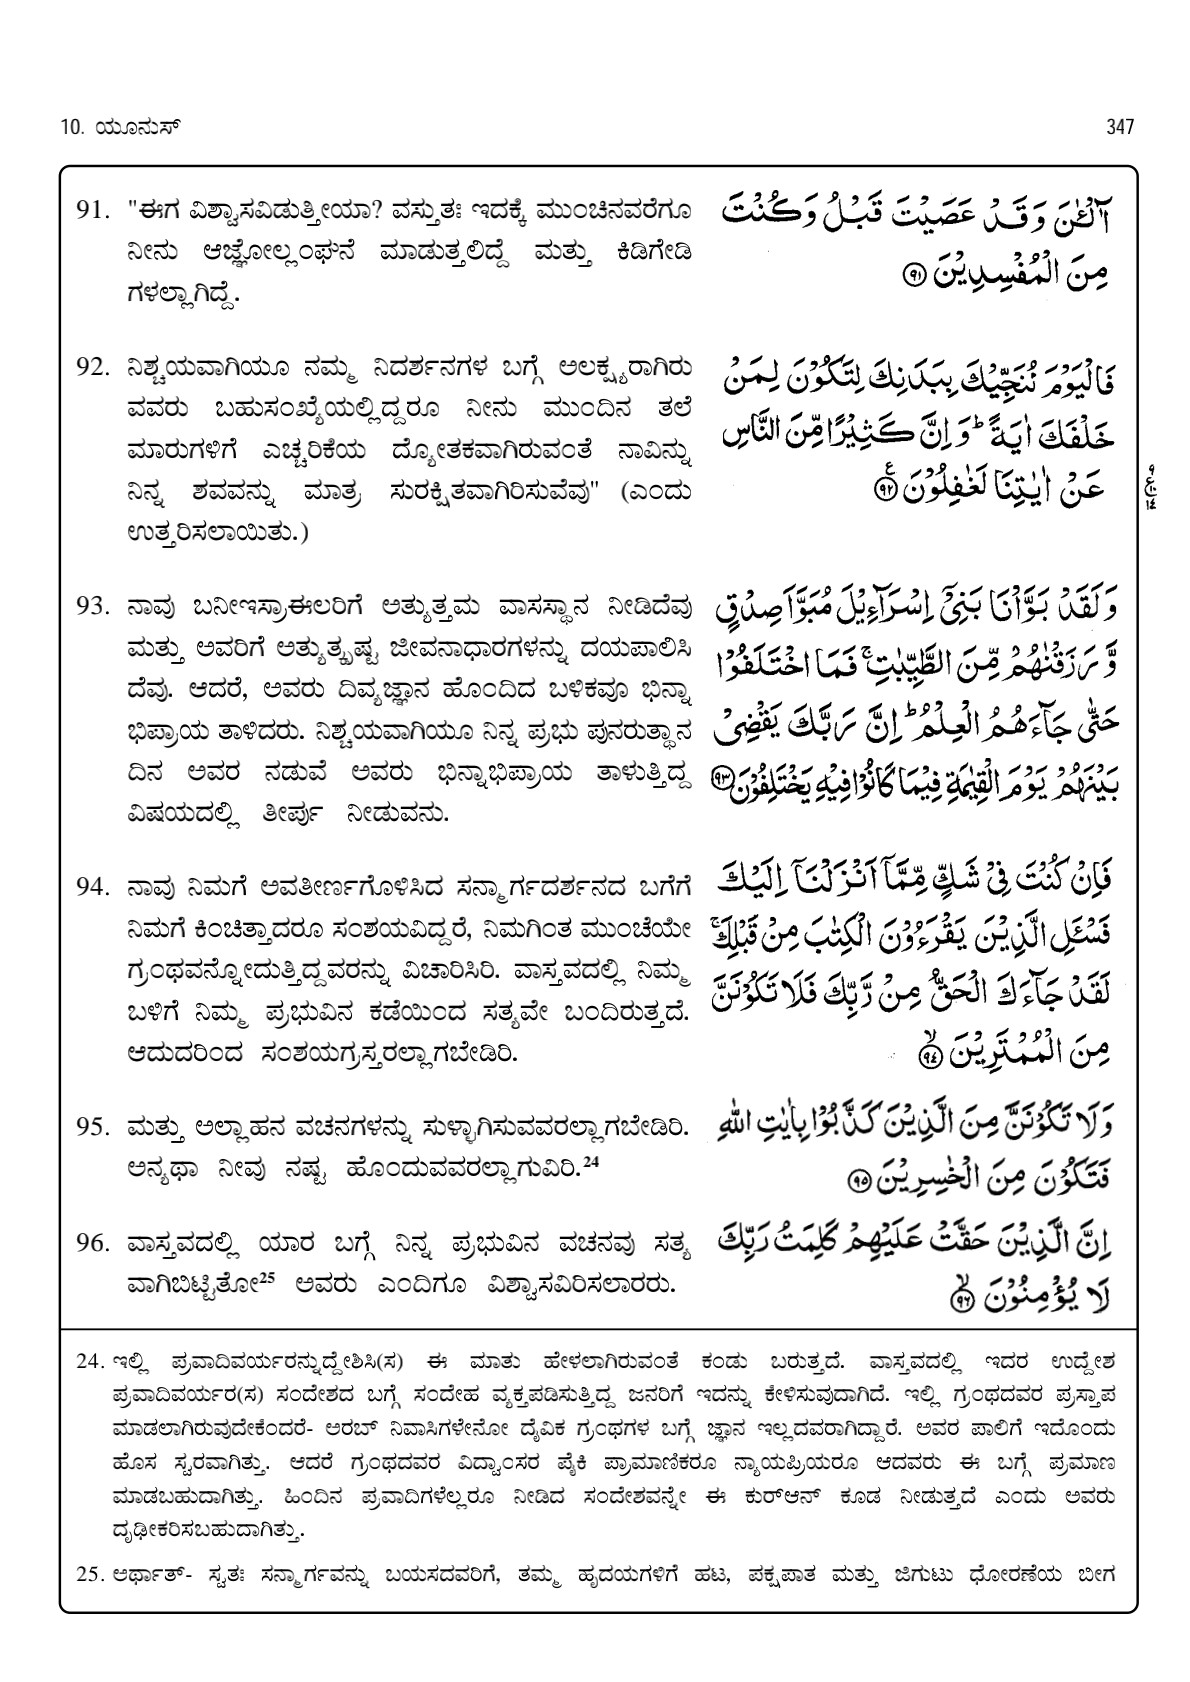 10. ಯೂನುಸ್
347
91. "ಈಗ ವಿಶ್ವಾಸವಿಡುತ್ತೀಯಾ? ವಸ್ತುತಃ ಇದಕ್ಕೆ ಮುಂಚಿನವರೆಗೂ
ನೀನು ಆಜ್ಞೋಲ್ಲಂಘನೆ ಮಾಡುತ್ತಲಿದ್ದೆ ಮತ್ತು ಕಿಡಿಗೇಡಿ
ಗಳಲ್ಲಾಗಿದ್ದೆ.
آٰلْـٰٔنَ وَقَدْ عَصَيْتَ قَبْلُ وَكُنْتَ
مِنَ الْمُفْسِدِيْنَ ﴿٩١﴾
92. ನಿಶ್ಚಯವಾಗಿಯೂ ನಮ್ಮ ನಿದರ್ಶನಗಳ ಬಗ್ಗೆ ಅಲಕ್ಷ್ಯರಾಗಿರು
ವವರು ಬಹುಸಂಖ್ಯೆಯಲ್ಲಿದ್ದರೂ ನೀನು ಮುಂದಿನ ತಲೆ
ಮಾರುಗಳಿಗೆ ಎಚ್ಚರಿಕೆಯ ದ್ಯೋತಕವಾಗಿರುವಂತೆ ನಾವಿನ್ನು
ನಿನ್ನ ಶವವನ್ನು ಮಾತ್ರ ಸುರಕ್ಷಿತವಾಗಿರಿಸುವೆವು" (ಎಂದು
ಉತ್ತರಿಸಲಾಯಿತು.)
فَالْيَوْمَ نُنَجِّيْكَ بِبَدَنِكَ لِتَكُوْنَ لِمَنْ
خَلْفَكَ اٰيَةً ؕ وَاِنَّ كَثِيْرًا مِّنَ النَّاسِ
عَنْ اٰيٰتِنَا لَغٰفِلُوْنَ ﴿٩٢﴾
93. ನಾವು ಬನೀಇಸ್ರಾಈಲರಿಗೆ ಅತ್ಯುತ್ತಮ ವಾಸಸ್ಥಾನ ನೀಡಿದೆವು
ಮತ್ತು ಅವರಿಗೆ ಅತ್ಯುತ್ಕೃಷ್ಟ ಜೀವನಾಧಾರಗಳನ್ನು ದಯಪಾಲಿಸಿ
ದೆವು. ಆದರೆ, ಅವರು ದಿವ್ಯಜ್ಞಾನ ಹೊಂದಿದ ಬಳಿಕವೂ ಭಿನ್ನಾ
ಭಿಪ್ರಾಯ ತಾಳಿದರು. ನಿಶ್ಚಯವಾಗಿಯೂ ನಿನ್ನ ಪ್ರಭು ಪುನರುತ್ಥಾನ
ದಿನ ಅವರ ನಡುವೆ ಅವರು ಭಿನ್ನಾಭಿಪ್ರಾಯ ತಾಳುತ್ತಿದ್ದ
ವಿಷಯದಲ್ಲಿ ತೀರ್ಪು ನೀಡುವನು.
وَلَقَدْ بَوَّاْنَا بَنِيْٓ اِسْرَآءِيْلَ مُبَوَّاَ صِدْقٍ
وَّرَزَقْنٰهُمْ مِّنَ الطَّيِّبٰتِ ۚ فَمَا اخْتَلَفُوْا
حَتّٰى جَآءَهُمُ الْعِلْمُ ؕ اِنَّ رَبَّكَ يَقْضِيْ
بَيْنَهُمْ يَوْمَ الْقِيٰمَةِ فِيْمَا كَانُوْا فِيْهِ يَخْتَلِفُوْنَ ﴿٩٣﴾
94. ನಾವು ನಿಮಗೆ ಅವತೀರ್ಣಗೊಳಿಸಿದ ಸನ್ಮಾರ್ಗದರ್ಶನದ ಬಗೆಗೆ
ನಿಮಗೆ ಕಿಂಚಿತ್ತಾದರೂ ಸಂಶಯವಿದ್ದರೆ, ನಿಮಗಿಂತ ಮುಂಚೆಯೇ
ಗ್ರಂಥವನ್ನೋದುತ್ತಿದ್ದವರನ್ನು ವಿಚಾರಿಸಿರಿ. ವಾಸ್ತವದಲ್ಲಿ ನಿಮ್ಮ
ಬಳಿಗೆ ನಿಮ್ಮ ಪ್ರಭುವಿನ ಕಡೆಯಿಂದ ಸತ್ಯವೇ ಬಂದಿರುತ್ತದೆ.
ಆದುದರಿಂದ ಸಂಶಯಗ್ರಸ್ತರಲ್ಲಾಗಬೇಡಿರಿ.
فَاِنْ كُنْتَ فِيْ شَكٍّ مِّمَّآ اَنْزَلْنَآ اِلَيْكَ
فَسْـَٔلِ الَّذِيْنَ يَقْرَءُوْنَ الْكِتٰبَ مِنْ قَبْلِكَ ۚ
لَقَدْ جَآءَكَ الْحَقُّ مِنْ رَّبِّكَ فَلَا تَكُوْنَنَّ
مِنَ الْمُمْتَرِيْنَ ۙ﴿٩٤﴾
95. ಮತ್ತು ಅಲ್ಲಾಹನ ವಚನಗಳನ್ನು ಸುಳ್ಳಾಗಿಸುವವರಲ್ಲಾಗಬೇಡಿರಿ.
ಅನ್ಯಥಾ ನೀವು ನಷ್ಟ ಹೊಂದುವವರಲ್ಲಾಗುವಿರಿ.24
وَلَا تَكُوْنَنَّ مِنَ الَّذِيْنَ كَذَّبُوْا بِاٰيٰتِ اللّٰهِ
فَتَكُوْنَ مِنَ الْخٰسِرِيْنَ ﴿٩٥﴾
96. ವಾಸ್ತವದಲ್ಲಿ ಯಾರ ಬಗ್ಗೆ ನಿನ್ನ ಪ್ರಭುವಿನ ವಚನವು ಸತ್ಯ
ವಾಗಿಬಿಟ್ಟಿತೋ25 ಅವರು ಎಂದಿಗೂ ವಿಶ್ವಾಸವಿರಿಸಲಾರರು.
اِنَّ الَّذِيْنَ حَقَّتْ عَلَيْهِمْ كَلِمَتُ رَبِّكَ
لَا يُؤْمِنُوْنَ ۙ﴿٩٦﴾
24. ಇಲ್ಲಿ ಪ್ರವಾದಿವರ್ಯರನ್ನುದ್ದೇಶಿಸಿ(ಸ) ಈ ಮಾತು ಹೇಳಲಾಗಿರುವಂತೆ ಕಂಡು ಬರುತ್ತದೆ. ವಾಸ್ತವದಲ್ಲಿ ಇದರ ಉದ್ದೇಶ
ಪ್ರವಾದಿವರ್ಯರ(ಸ) ಸಂದೇಶದ ಬಗ್ಗೆ ಸಂದೇಹ ವ್ಯಕ್ತಪಡಿಸುತ್ತಿದ್ದ ಜನರಿಗೆ ಇದನ್ನು ಕೇಳಿಸುವುದಾಗಿದೆ. ಇಲ್ಲಿ ಗ್ರಂಥದವರ ಪ್ರಸ್ತಾಪ
ಮಾಡಲಾಗಿರುವುದೇಕೆಂದರೆ- ಅರಬ್ ನಿವಾಸಿಗಳೇನೋ ದೈವಿಕ ಗ್ರಂಥಗಳ ಬಗ್ಗೆ ಜ್ಞಾನ ಇಲ್ಲದವರಾಗಿದ್ದಾರೆ. ಅವರ ಪಾಲಿಗೆ ಇದೊಂದು
ಹೊಸ ಸ್ವರವಾಗಿತ್ತು. ಆದರೆ ಗ್ರಂಥದವರ ವಿದ್ವಾಂಸರ ಪೈಕಿ ಪ್ರಾಮಾಣಿಕರೂ ನ್ಯಾಯಪ್ರಿಯರೂ ಆದವರು ಈ ಬಗ್ಗೆ ಪ್ರಮಾಣ
ಮಾಡಬಹುದಾಗಿತ್ತು. ಹಿಂದಿನ ಪ್ರವಾದಿಗಳೆಲ್ಲರೂ ನೀಡಿದ ಸಂದೇಶವನ್ನೇ ಈ ಕುರ್‌ಆನ್ ಕೂಡ ನೀಡುತ್ತದೆ ಎಂದು ಅವರು
ದೃಢೀಕರಿಸಬಹುದಾಗಿತ್ತು.
25. ಅರ್ಥಾತ್- ಸ್ವತಃ ಸನ್ಮಾರ್ಗವನ್ನು ಬಯಸದವರಿಗೆ, ತಮ್ಮ ಹೃದಯಗಳಿಗೆ ಹಟ, ಪಕ್ಷಪಾತ ಮತ್ತು ಜಿಗುಟು ಧೋರಣೆಯ ಬೀಗ